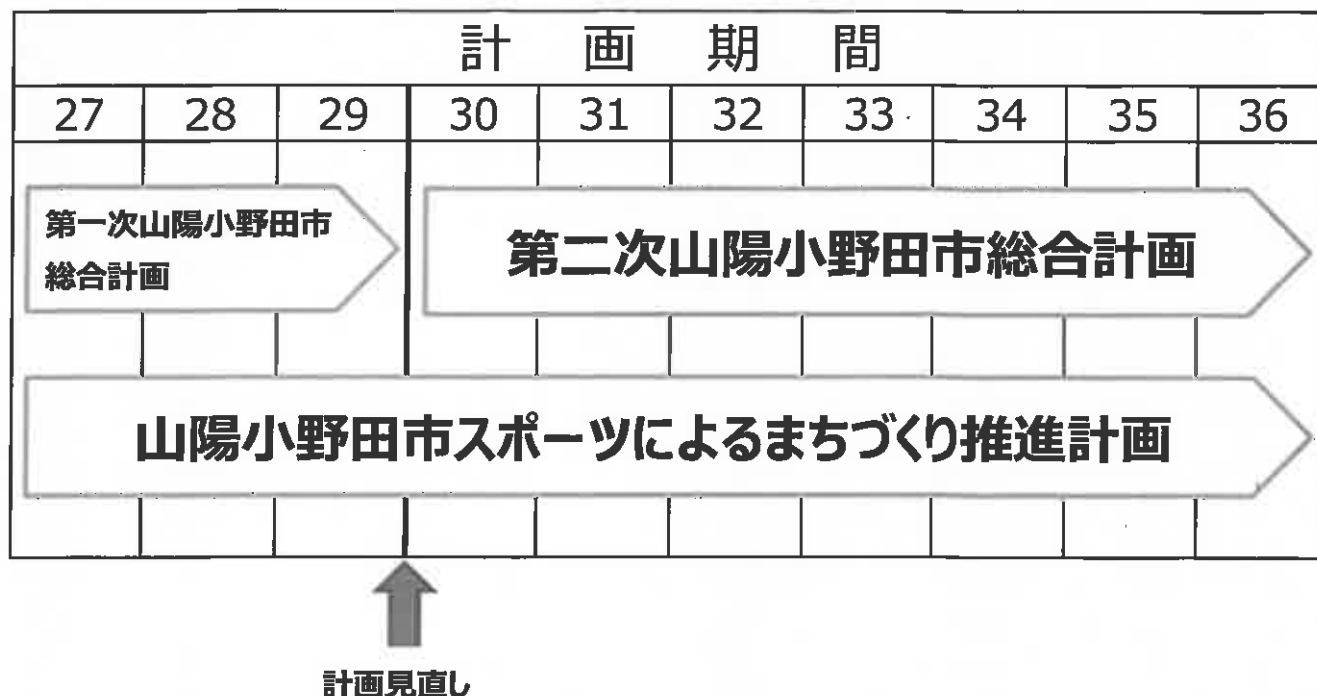 計画期間
27 28 29 30 31 32 33 34 35 36
第一次山陽小野田市
総合計画
第二次山陽小野田市総合計画
山陽小野田市スポーツによるまちづくり推進計画
計画見直し